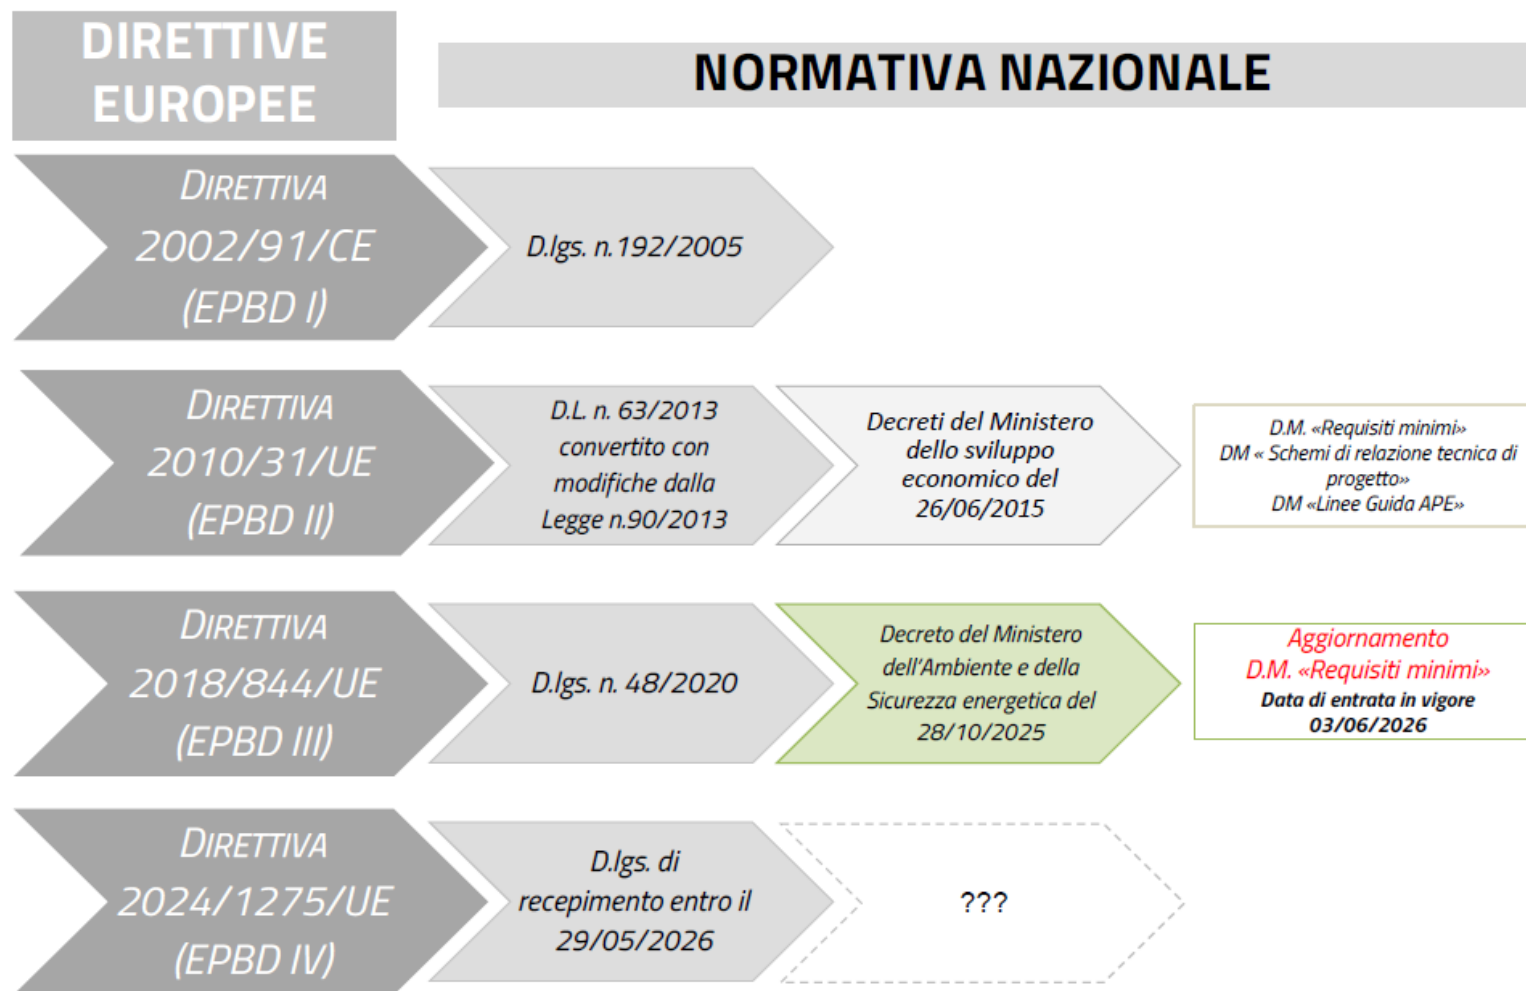 DIRETTIVE
EUROPEE
NORMATIVA NAZIONALE
DIRETTIVA
2002/91/CE
(EPBD I)
D.lgs. n.192/2005
DIRETTIVA
2010/31/UE
(EPBD II)
D.L. n. 63/2013
convertito con
modifiche dalla
Legge n.90/2013
Decreti del Ministero
dello sviluppo
economico del
26/06/2015
D.M. «Requisiti minimi»
DM « Schemi di relazione tecnica di
progetto»
DM «Linee Guida APE»
DIRETTIVA
2018/844/UE
(EPBD III)
D.lgs. n. 48/2020
Decreto del Ministero
dell'Ambiente e della
Sicurezza energetica del
28/10/2025
Aggiornamento
D.M. «Requisiti minimi»
Data di entrata in vigore
03/06/2026
DIRETTIVA
2024/1275/UE
(EPBD IV)
D.lgs. di
recepimento entro il
29/05/2026
???